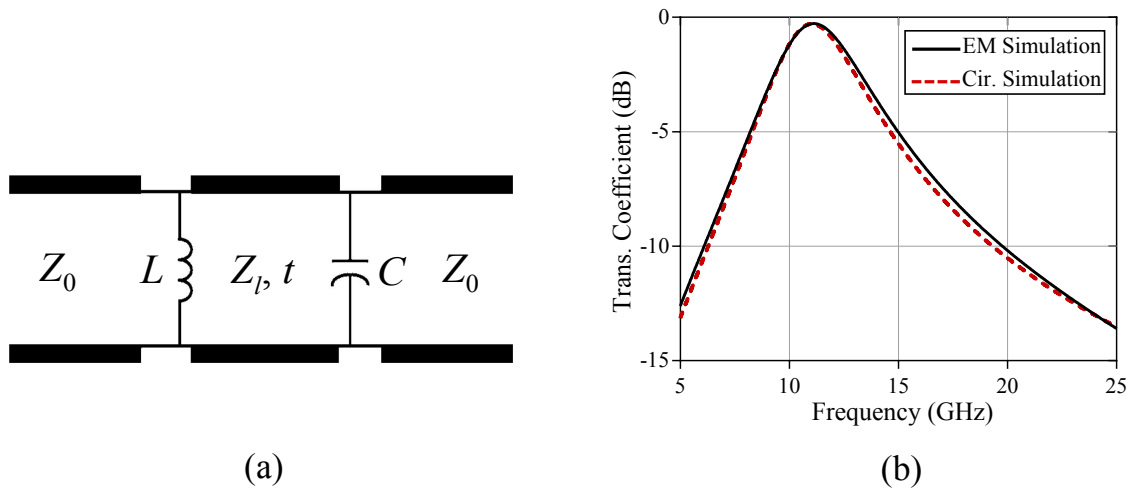 Z₀ L Zₗ, t C Z₀
(a)
Trans. Coefficient (dB)
0
-5
-10
-15
EM Simulation
Cir. Simulation
5 10 15 20 25
Frequency (GHz)
(b)